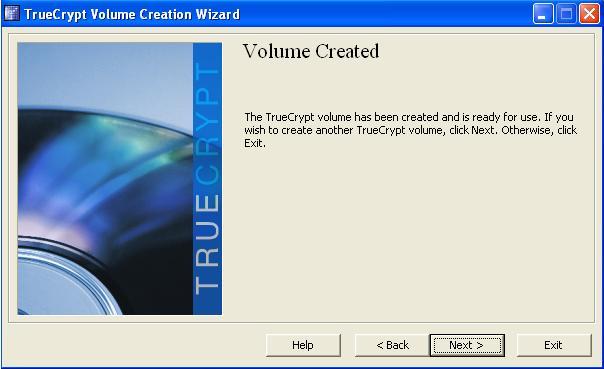 TrueCrypt Volume Creation Wizard
TRUECRYPT
Volume Created
The TrueCrypt volume has been created and is ready for use. If you
wish to create another TrueCrypt volume, click Next. Otherwise, click
Exit.
Help
< Back
Next >
Exit